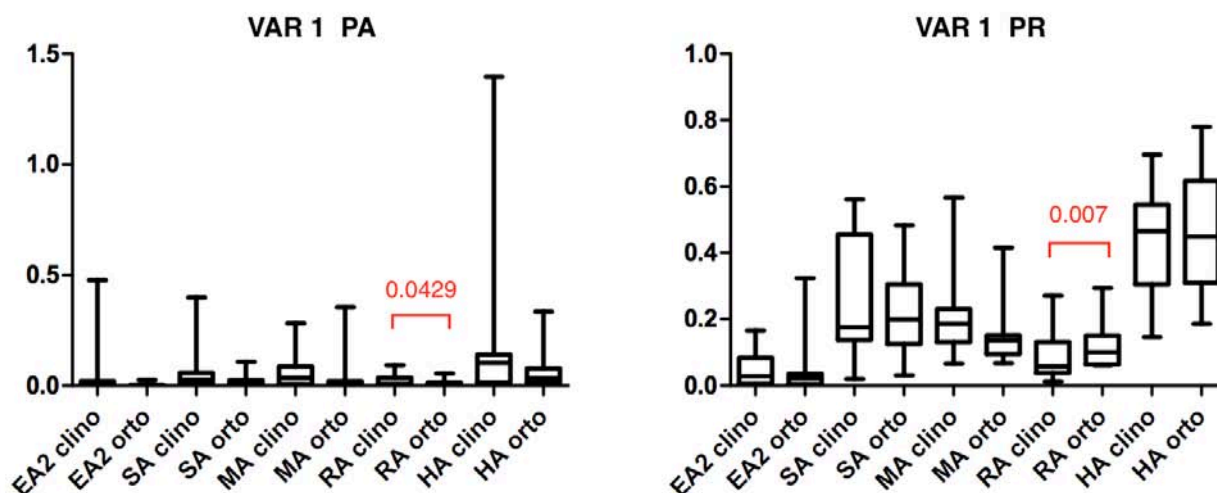 VAR 1 PA
1.5
1.0
0.5
0.0
0.0429
EA2 clino
EA2 orto
SA clino
SA orto
MA clino
MA orto
RA clino
RA orto
HA clino
HA orto
VAR 1 PR
1.0
0.8
0.6
0.4
0.2
0.0
0.007
EA2 clino
EA2 orto
SA clino
SA orto
MA clino
MA orto
RA clino
RA orto
HA clino
HA orto